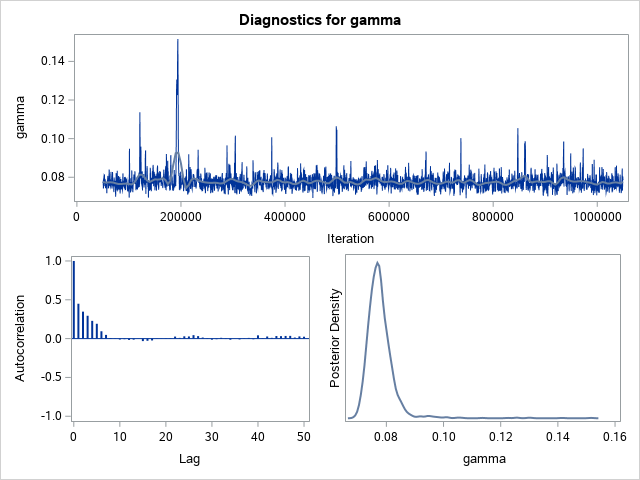 Diagnostics for gamma
gamma
0.14
0.12
0.10
0.08
0 200000 400000 600000 800000 1000000
Iteration
Autocorrelation
1.0
0.5
0.0
-0.5
-1.0
0 10 20 30 40 50
Lag
Posterior Density
0.08 0.10 0.12 0.14 0.16
gamma